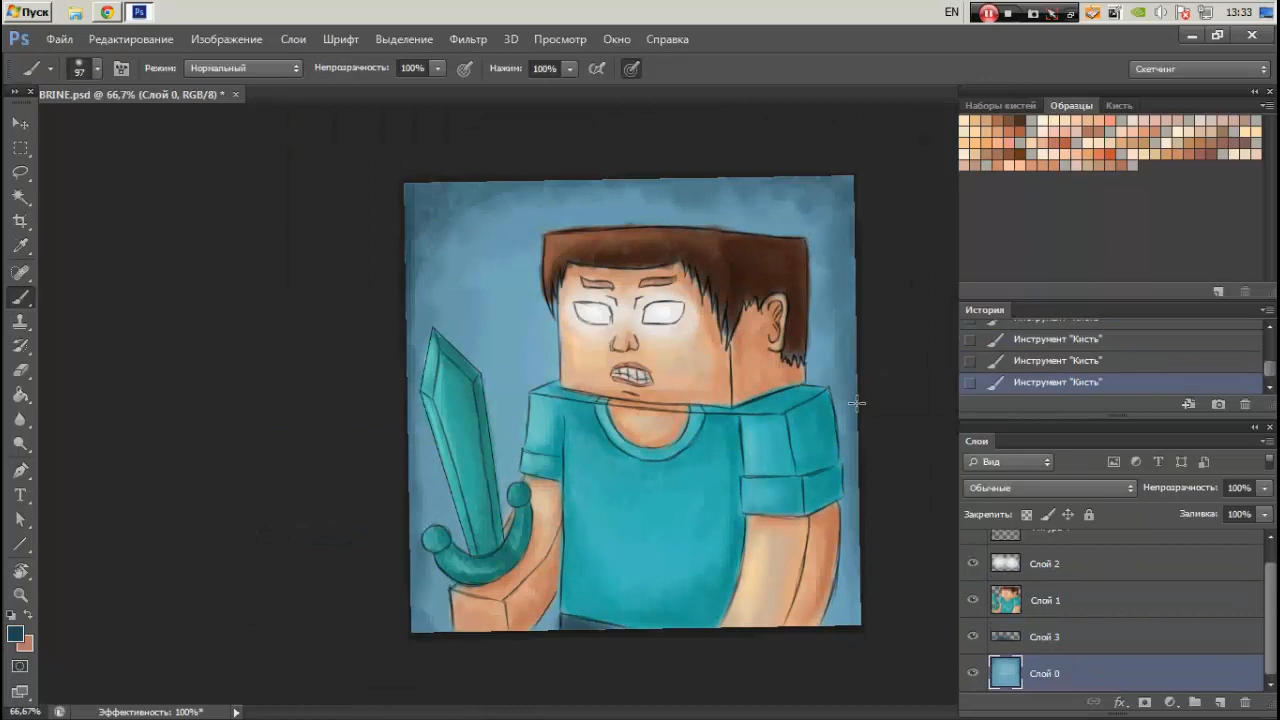 Пуск
EN
13:33
Ps
Файл Редактирование Изображение Слои Шрифт Выделение Фильтр 3D Просмотр Окно Справка
97
Режим: Нормальный
Непрозрачность: 100%
Нажим: 100%
Скетчинг
BRINE.psd @ 66,7% (Слой 0, RGB/8) *
Наборы кистей Образцы Кисть
История
Инструмент "Кисть"
Инструмент "Кисть"
Инструмент "Кисть"
Слои
Вид
Обычные
Непрозрачность: 100%
Закрепить:
Заливка: 100%
Слой 2
Слой 1
Слой 3
Слой 0
66,67%
Эффективность: 100%*